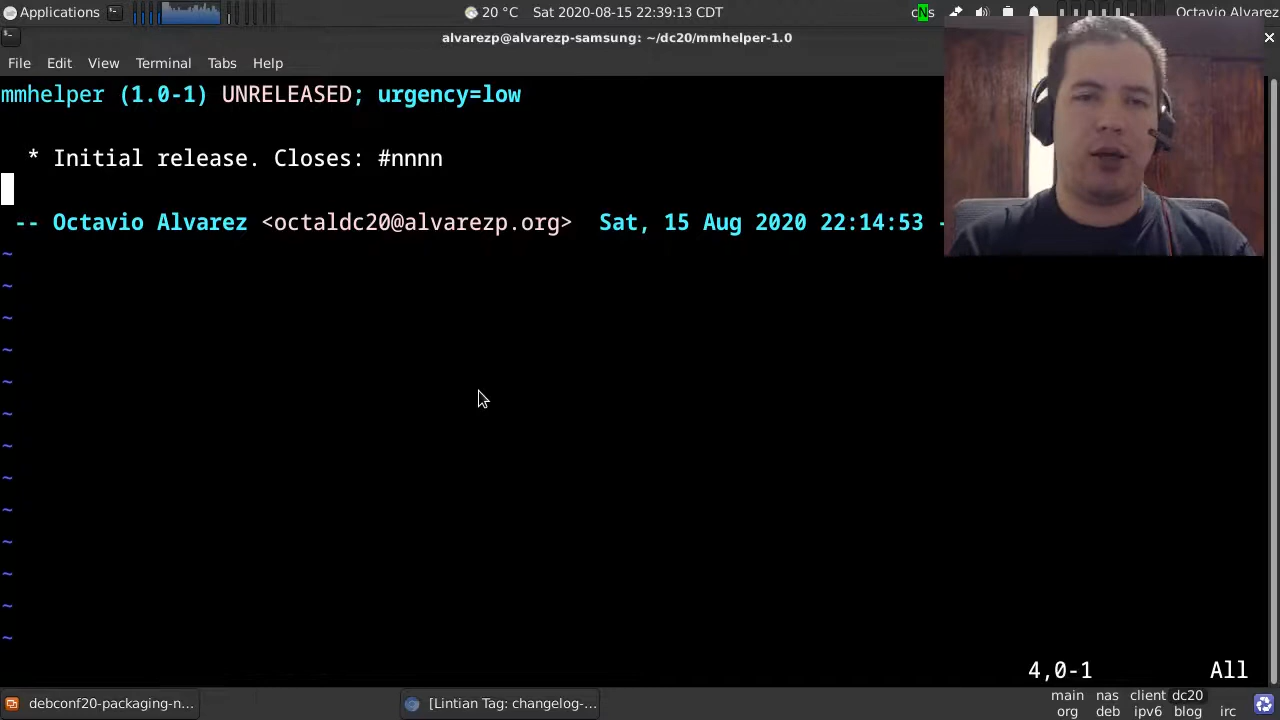 Applications 20 °C Sat 2020-08-15 22:39:13 CDT Octavio Alvarez
alvarezp@alvarezp-samsung: ~/dc20/mmhelper-1.0
File Edit View Terminal Tabs Help
mmhelper (1.0-1) UNRELEASED; urgency=low
* Initial release. Closes: #nnnn
-- Octavio Alvarez <octaldc20@alvarezp.org> Sat, 15 Aug 2020 22:14:53 -
~
~
~
~
~
~
~
~
~
~
~
~
~
4,0-1 All
debconf20-packaging-n... [Lintian Tag: changelog-...
main nas client dc20
org deb ipv6 blog irc